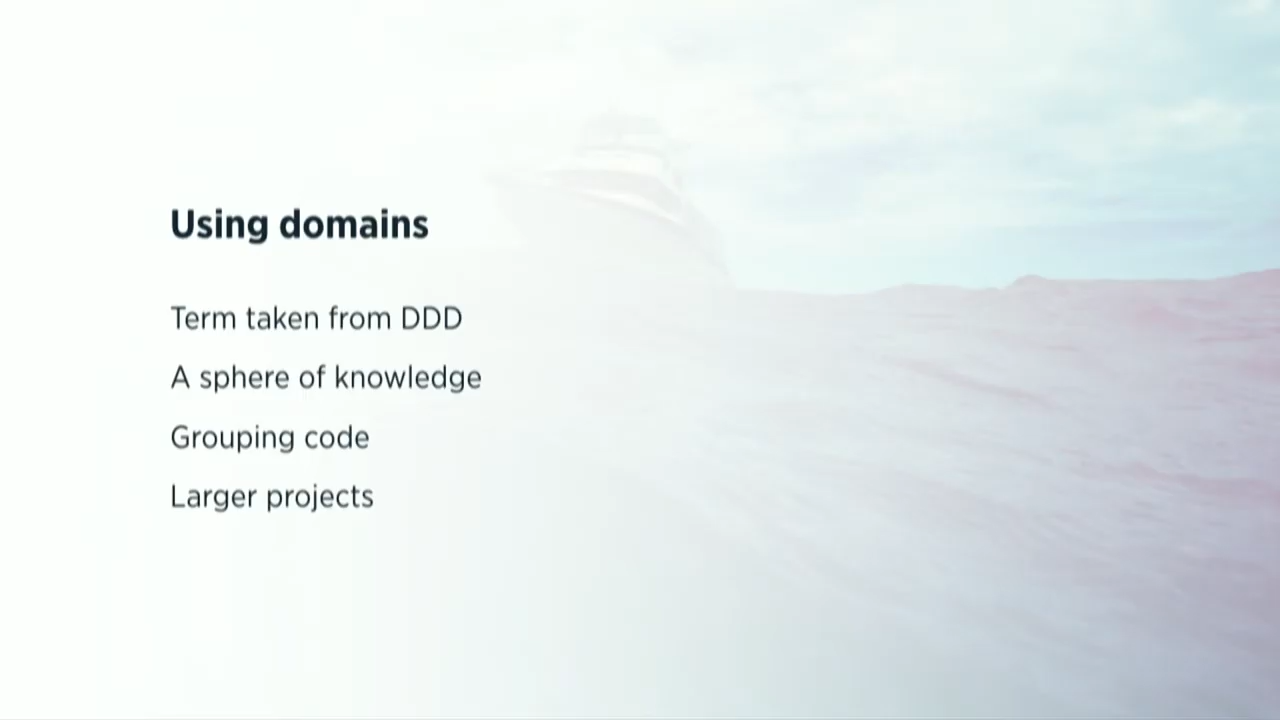 Using domains
Term taken from DDD
A sphere of knowledge
Grouping code
Larger projects